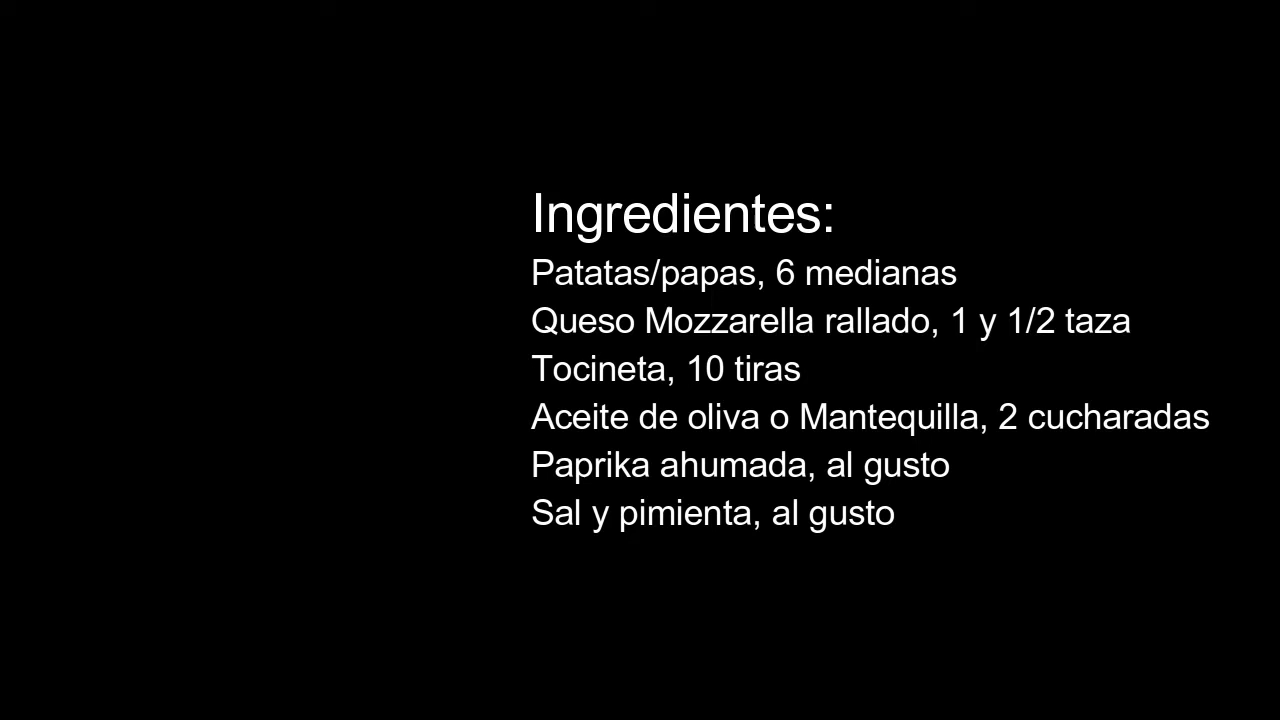 Ingredientes:
Patatas/papas, 6 medianas
Queso Mozzarella rallado, 1 y 1/2 taza
Tocineta, 10 tiras
Aceite de oliva o Mantequilla, 2 cucharadas
Paprika ahumada, al gusto
Sal y pimienta, al gusto